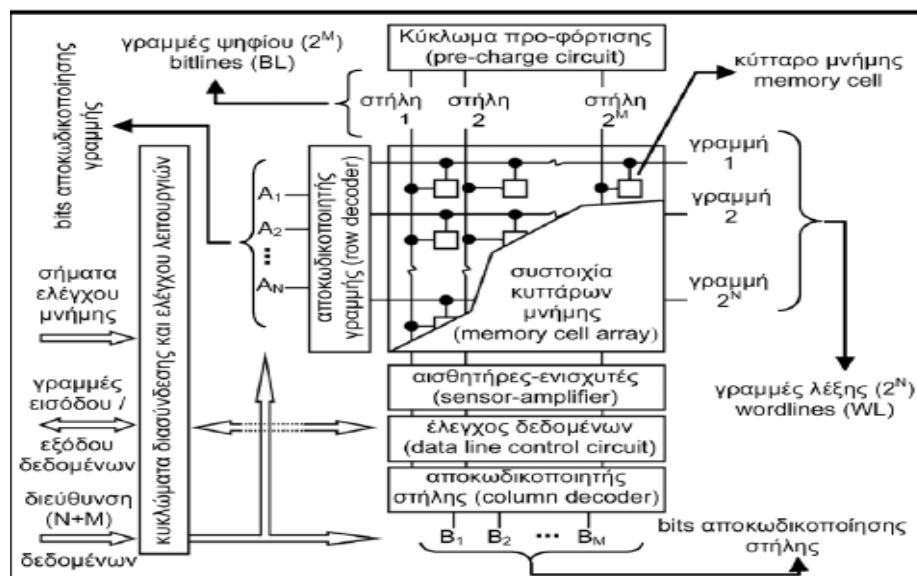 γραμμές ψηφίου (2^M)
bitlines (BL)
Κύκλωμα προ-φόρτισης
(pre-charge circuit)
κύτταρο μνήμης
memory cell
στήλη
1
στήλη
2
στήλη
2^M
bits αποκωδικοποίησης
γραμμής
κυκλώματα διασύνδεσης και ελέγχου λειτουργιών
A1
A2
...
AN
αποκωδικοποιητής
γραμμής (row decoder)
γραμμή
1
γραμμή
2
γραμμή
2^N
συστοιχία
κυττάρων
μνήμης
(memory cell array)
σήματα
ελέγχου
μνήμης
γραμμές
εισόδου /
εξόδου
δεδομένων
διεύθυνση
(N+M)
δεδομένων
αισθητήρες-ενισχυτές
(sensor-amplifier)
έλεγχος δεδομένων
(data line control circuit)
αποκωδικοποιητής
στήλης (column decoder)
B1 B2 ... BM
γραμμές λέξης (2^N)
wordlines (WL)
bits αποκωδικοποίησης
στήλης